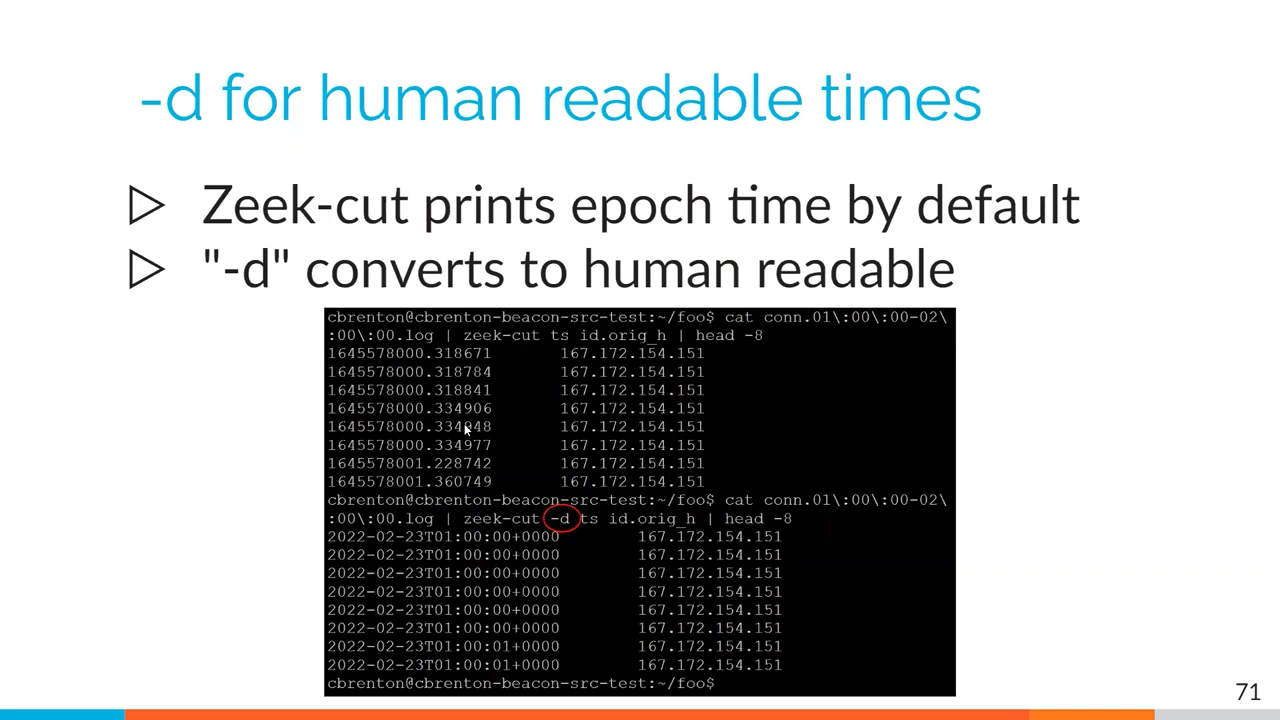 -d for human readable times
▷ Zeek-cut prints epoch time by default
▷ "-d" converts to human readable
cbrenton@cbrenton-beacon-src-test:~/foo$ cat conn.01\:00\:00-02\
:00\:00.log | zeek-cut ts id.orig_h | head -8
1645578000.318671 167.172.154.151
1645578000.318784 167.172.154.151
1645578000.318841 167.172.154.151
1645578000.334906 167.172.154.151
1645578000.334948 167.172.154.151
1645578000.334977 167.172.154.151
1645578001.228742 167.172.154.151
1645578001.360749 167.172.154.151
cbrenton@cbrenton-beacon-src-test:~/foo$ cat conn.01\:00\:00-02\
:00\:00.log | zeek-cut -d ts id.orig_h | head -8
2022-02-23T01:00:00+0000 167.172.154.151
2022-02-23T01:00:00+0000 167.172.154.151
2022-02-23T01:00:00+0000 167.172.154.151
2022-02-23T01:00:00+0000 167.172.154.151
2022-02-23T01:00:00+0000 167.172.154.151
2022-02-23T01:00:00+0000 167.172.154.151
2022-02-23T01:00:01+0000 167.172.154.151
2022-02-23T01:00:01+0000 167.172.154.151
cbrenton@cbrenton-beacon-src-test:~/foo$
71